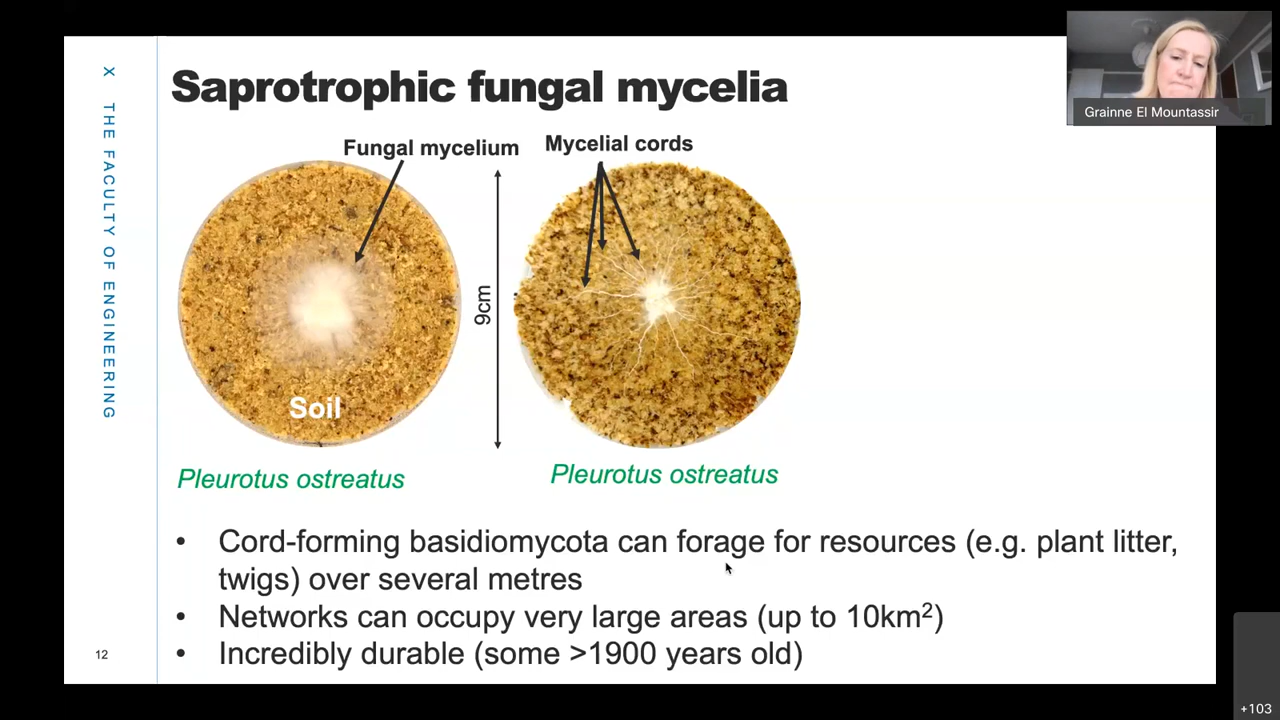 X THE FACULTY OF ENGINEERING
Saprotrophic fungal mycelia
Grainne El Mountassir
Fungal mycelium
Mycelial cords
9cm
Soil
Pleurotus ostreatus
Pleurotus ostreatus
• Cord-forming basidiomycota can forage for resources (e.g. plant litter,
twigs) over several metres
• Networks can occupy very large areas (up to 10km²)
• Incredibly durable (some >1900 years old)
12
+103